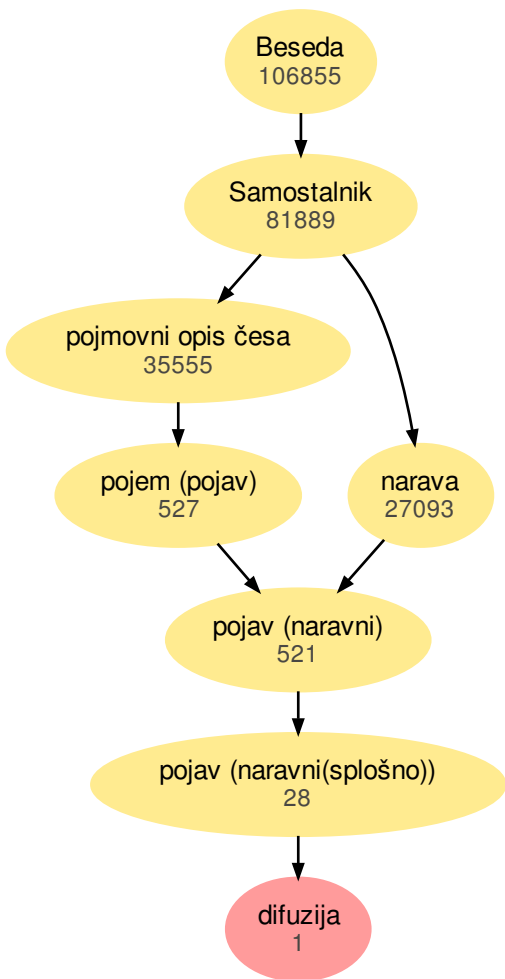 Beseda
106855
Samostalnik
81889
pojmovni opis česa
35555
pojem (pojav)
527
narava
27093
pojav (naravni)
521
pojav (naravni(splošno))
28
difuzija
1